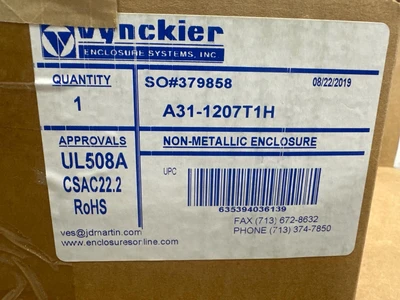 Vynckier
ENCLOSURE SYSTEMS, INC
QUANTITY
1
SO#379858
08/22/2019
A31-1207T1H
APPROVALS
UL508A
CSAC22.2
RoHS
NON-METALLIC ENCLOSURE
UPC
635394036139
FAX (713) 672-8632
PHONE (713) 374-7850
ves@jdmartin.com
www.enclosuresonline.com